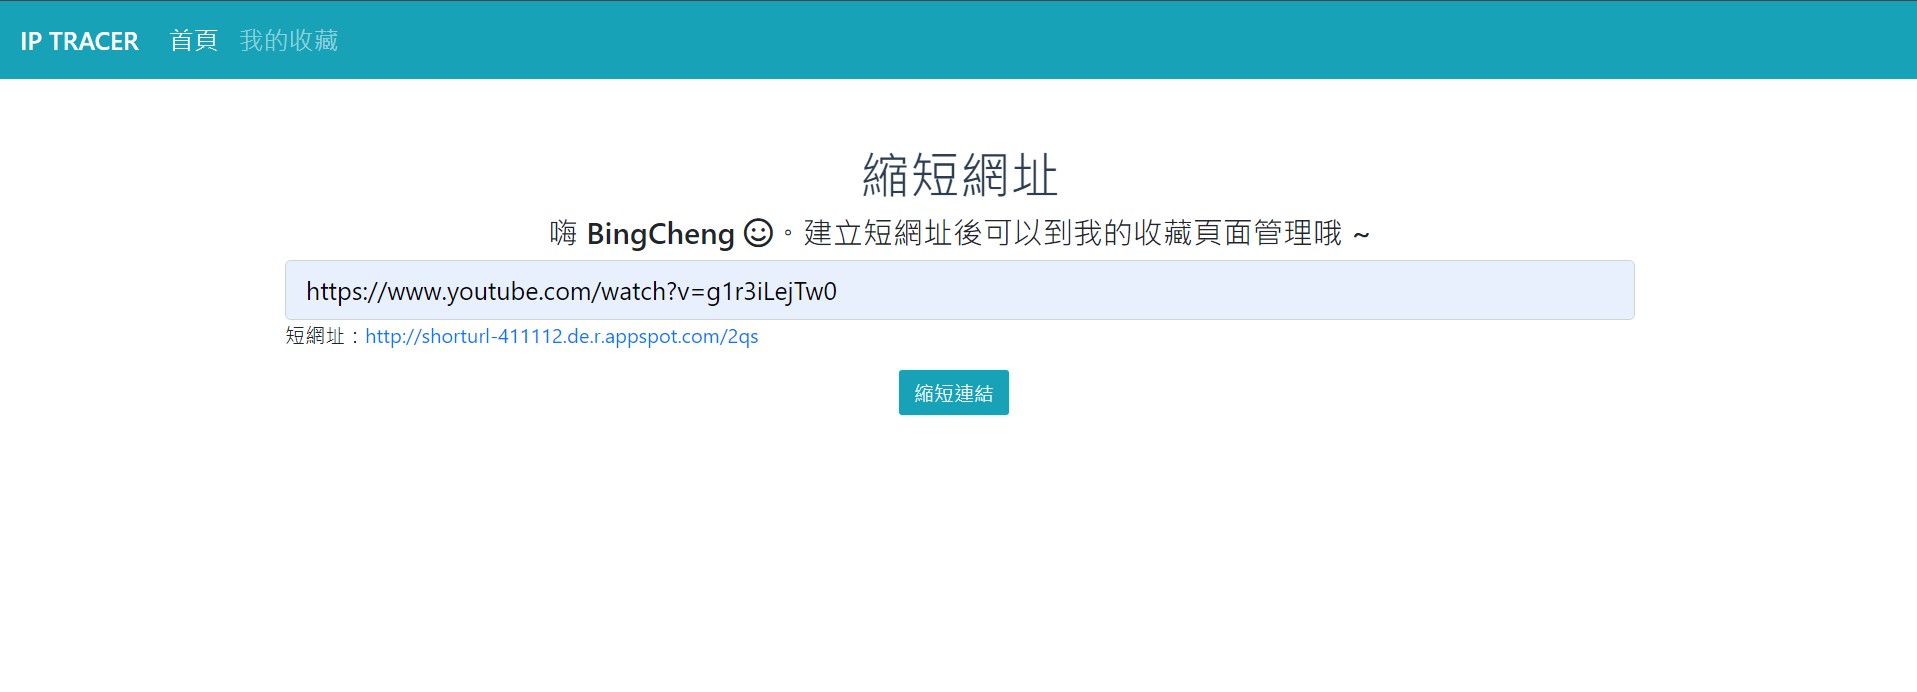 IP TRACER 首頁 我的收藏
縮短網址
嗨 BingCheng 。建立短網址後可以到我的收藏頁面管理哦 ~
https://www.youtube.com/watch?v=g1r3iLejTw0
短網址：http://shorturl-411112.de.r.appspot.com/2qs
縮短連結